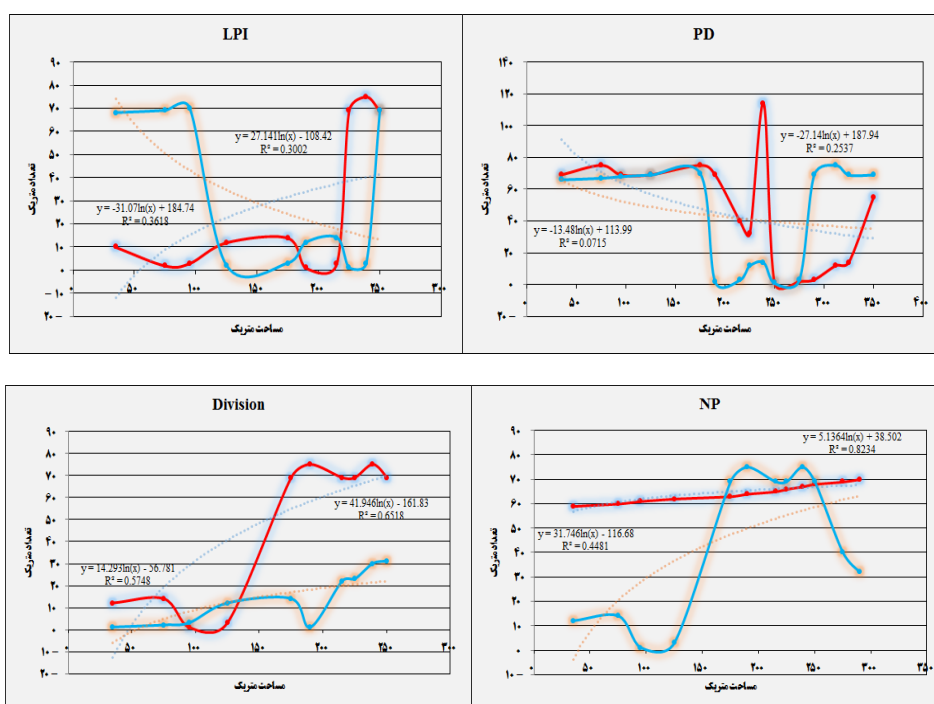 LPI
۹۰
۸۰
۷۰
۶۰
۵۰
۴۰
۳۰
۲۰
۱۰
۰
– ۱۰
۲۰ –
تعداد متریک
y = 27.141ln(x) - 108.42
R² = 0.3002
y = -31.07ln(x) + 184.74
R² = 0.3618
۰ ۵۰ ۱۰۰ ۱۵۰ ۲۰۰ ۲۵۰ ۳۰۰
مساحت متریک
PD
۱۴۰
۱۲۰
۱۰۰
۸۰
۶۰
۴۰
۲۰
۰
۲۰ –
تعداد متریک
y = -27.14ln(x) + 187.94
R² = 0.2537
y = -13.48ln(x) + 113.99
R² = 0.0715
۰ ۵۰ ۱۰۰ ۱۵۰ ۲۰۰ ۲۵۰ ۳۰۰ ۳۵۰ ۴۰۰
مساحت متریک
Division
۹۰
۸۰
۷۰
۶۰
۵۰
۴۰
۳۰
۲۰
۱۰
۰
۱۰ –
۲۰ –
تعداد متریک
y = 41.946ln(x) - 161.83
R² = 0.6518
y = 14.293ln(x) - 56.781
R² = 0.5748
۰ ۵۰ ۱۰۰ ۱۵۰ ۲۰۰ ۲۵۰ ۳۰۰
مساحت متریک
NP
۹۰
۸۰
۷۰
۶۰
۵۰
۴۰
۳۰
۲۰
۱۰
۰
۱۰ –
تعداد متریک
y = 5.1364ln(x) + 38.502
R² = 0.8234
y = 31.746ln(x) - 116.68
R² = 0.4481
۰ ۵۰ ۱۰۰ ۱۵۰ ۲۰۰ ۲۵۰ ۳۰۰ ۳۵۰
مساحت متریک